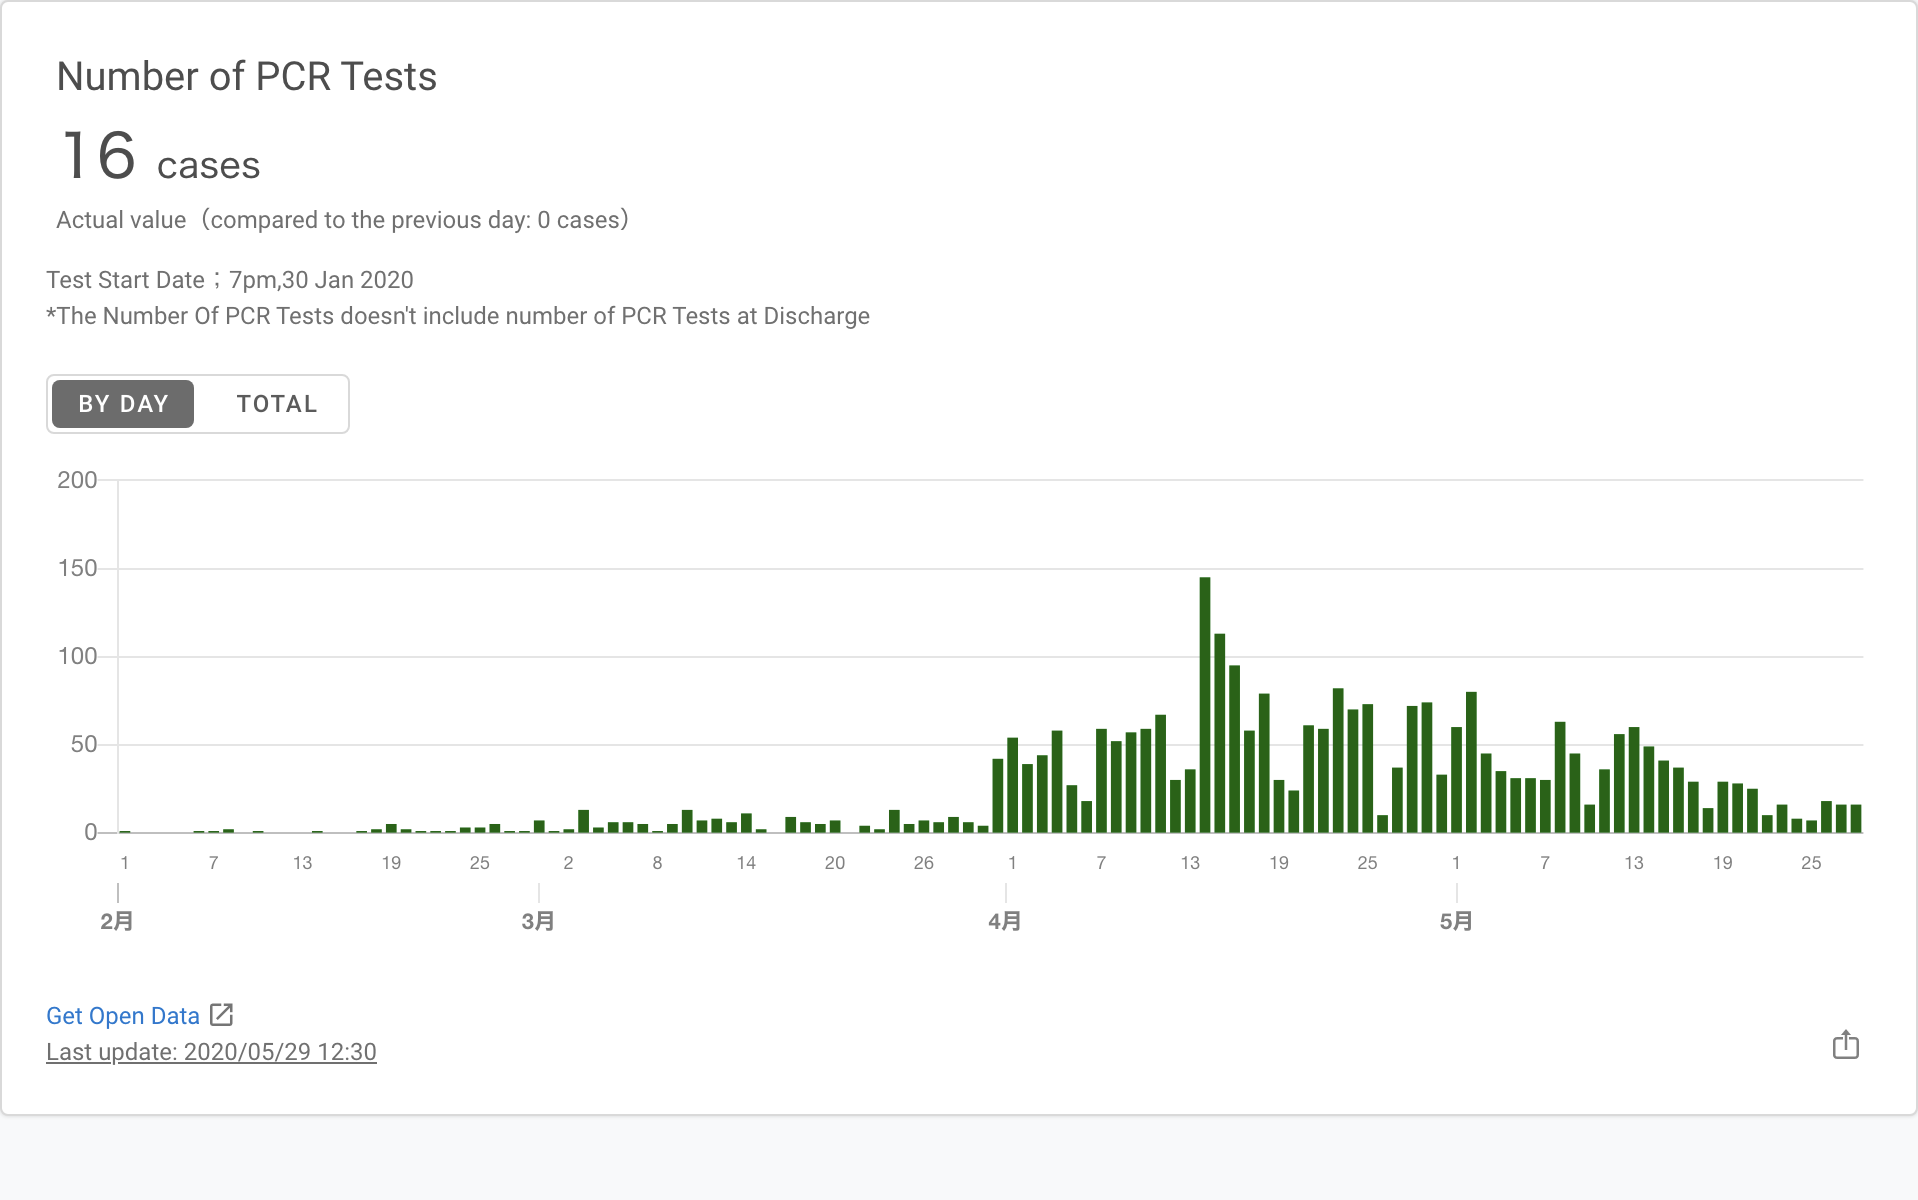 Number of PCR Tests
16 cases
Actual value（compared to the previous day: 0 cases）
Test Start Date；7pm,30 Jan 2020
*The Number Of PCR Tests doesn't include number of PCR Tests at Discharge
BY DAY TOTAL
200
150
100
50
0
1 7 13 19 25 2 8 14 20 26 1 7 13 19 25 1 7 13 19 25
2月 3月 4月 5月
Get Open Data
Last update: 2020/05/29 12:30